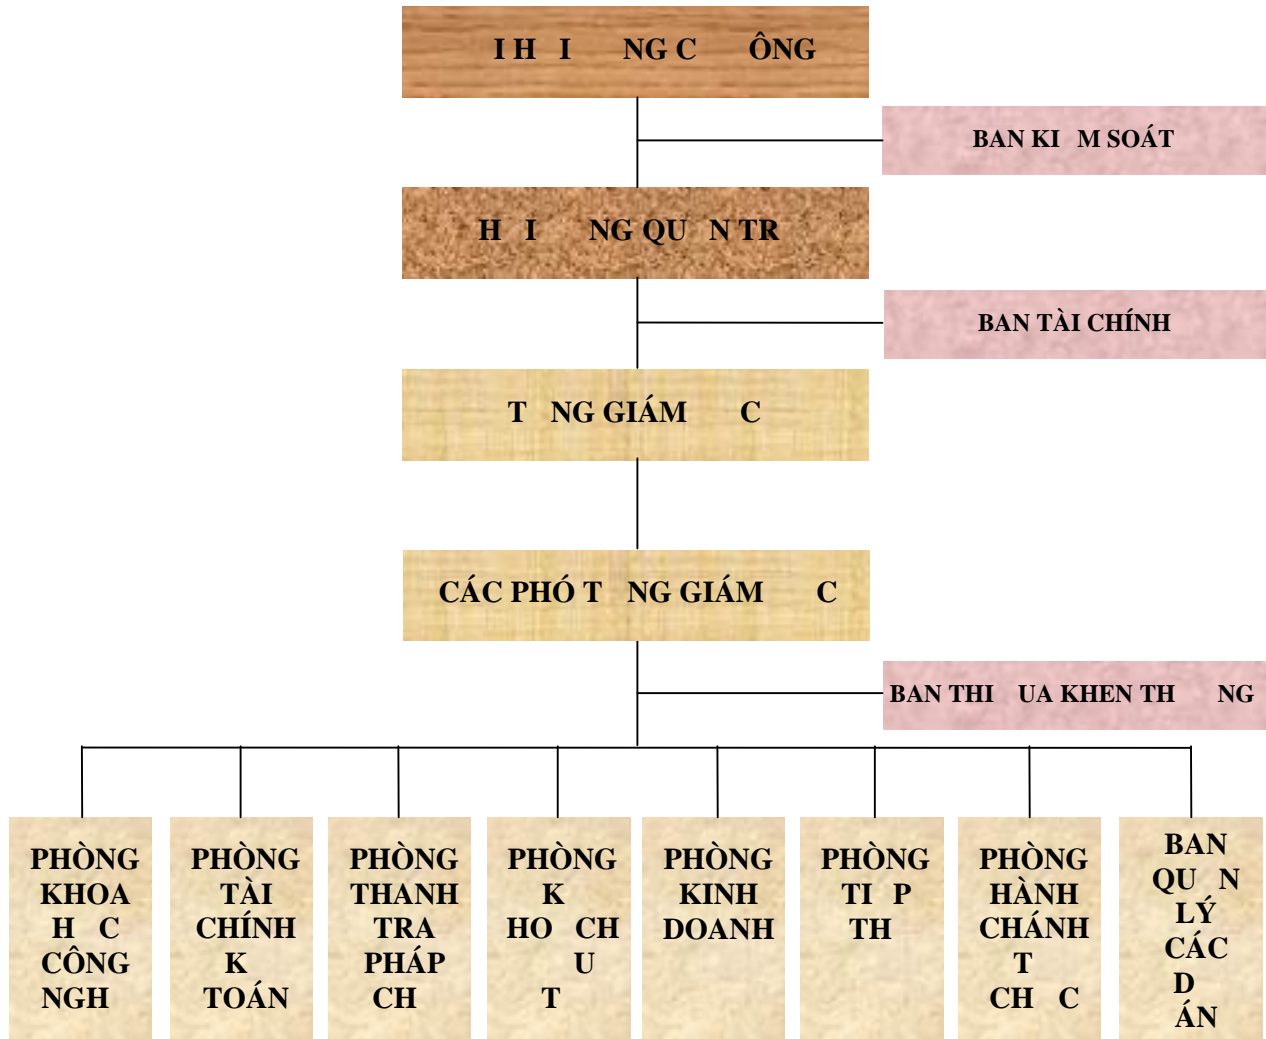 I H I NG C ÔNG
BAN KI M SOÁT
H I NG QU N TR
BAN TÀI CHÍNH
T NG GIÁM C
CÁC PHÓ T NG GIÁM C
BAN THI UA KHEN TH NG
PHÒNG
KHOA
H C
CÔNG
NGH
PHÒNG
TÀI
CHÍNH
K
TOÁN
PHÒNG
THANH
TRA
PHÁP
CH
PHÒNG
K
HO CH
U
T
PHÒNG
KINH
DOANH
PHÒNG
TI P
TH
PHÒNG
HÀNH
CHÁNH
T
CH C
BAN
QU N
LÝ
CÁC
D
ÁN